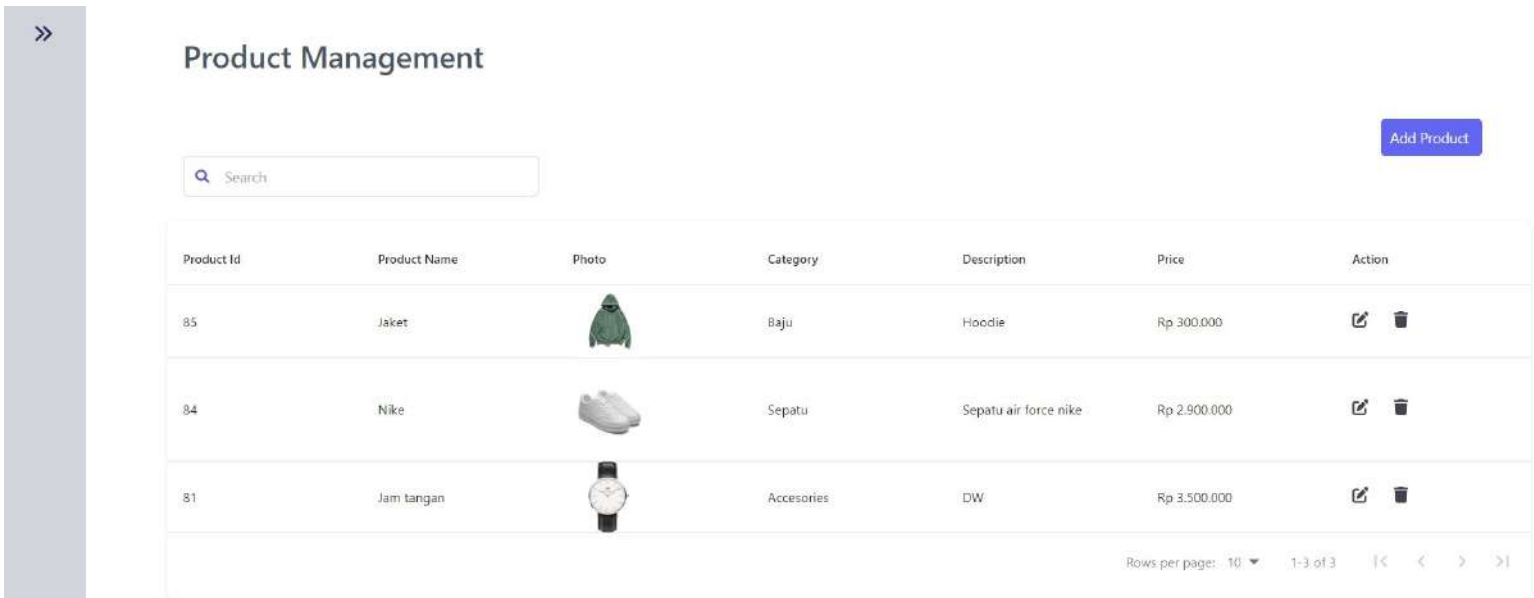 Product Management
Add Product
Search
Product Id Product Name Photo Category Description Price Action
85 Jaket Baju Hoodie Rp 300.000
84 Nike Sepatu Sepatu air force nike Rp 2.900.000
81 Jam tangan Accesories DW Rp 3.500.000
Rows per page: 10 1-3 of 3